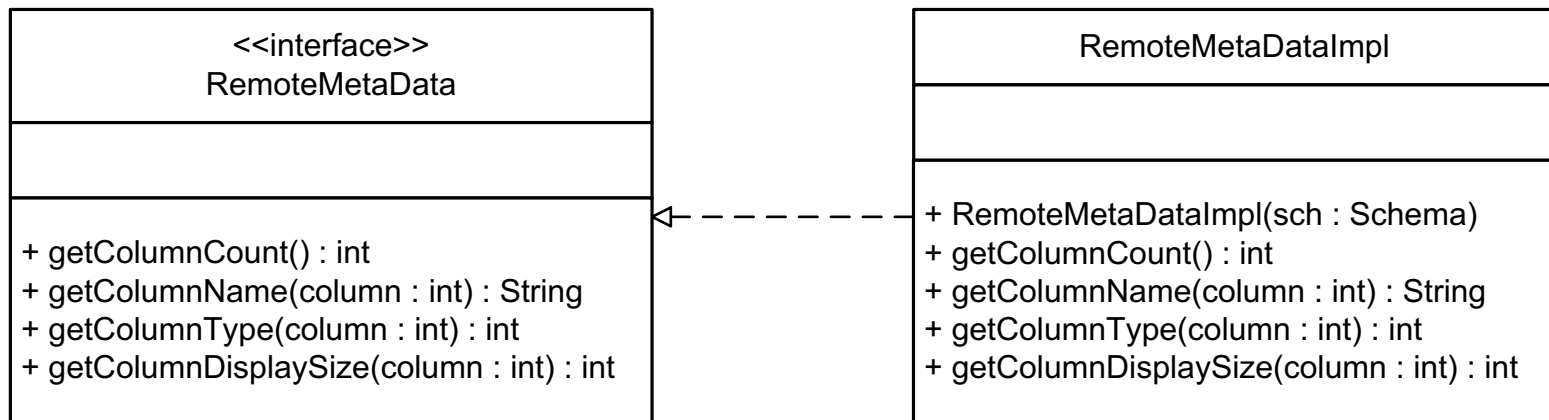 <<interface>>
RemoteMetaData
+ getColumnCount() : int
+ getColumnName(column : int) : String
+ getColumnType(column : int) : int
+ getColumnDisplaySize(column : int) : int
RemoteMetaDataImpl
+ RemoteMetaDataImpl(sch : Schema)
+ getColumnCount() : int
+ getColumnName(column : int) : String
+ getColumnType(column : int) : int
+ getColumnDisplaySize(column : int) : int